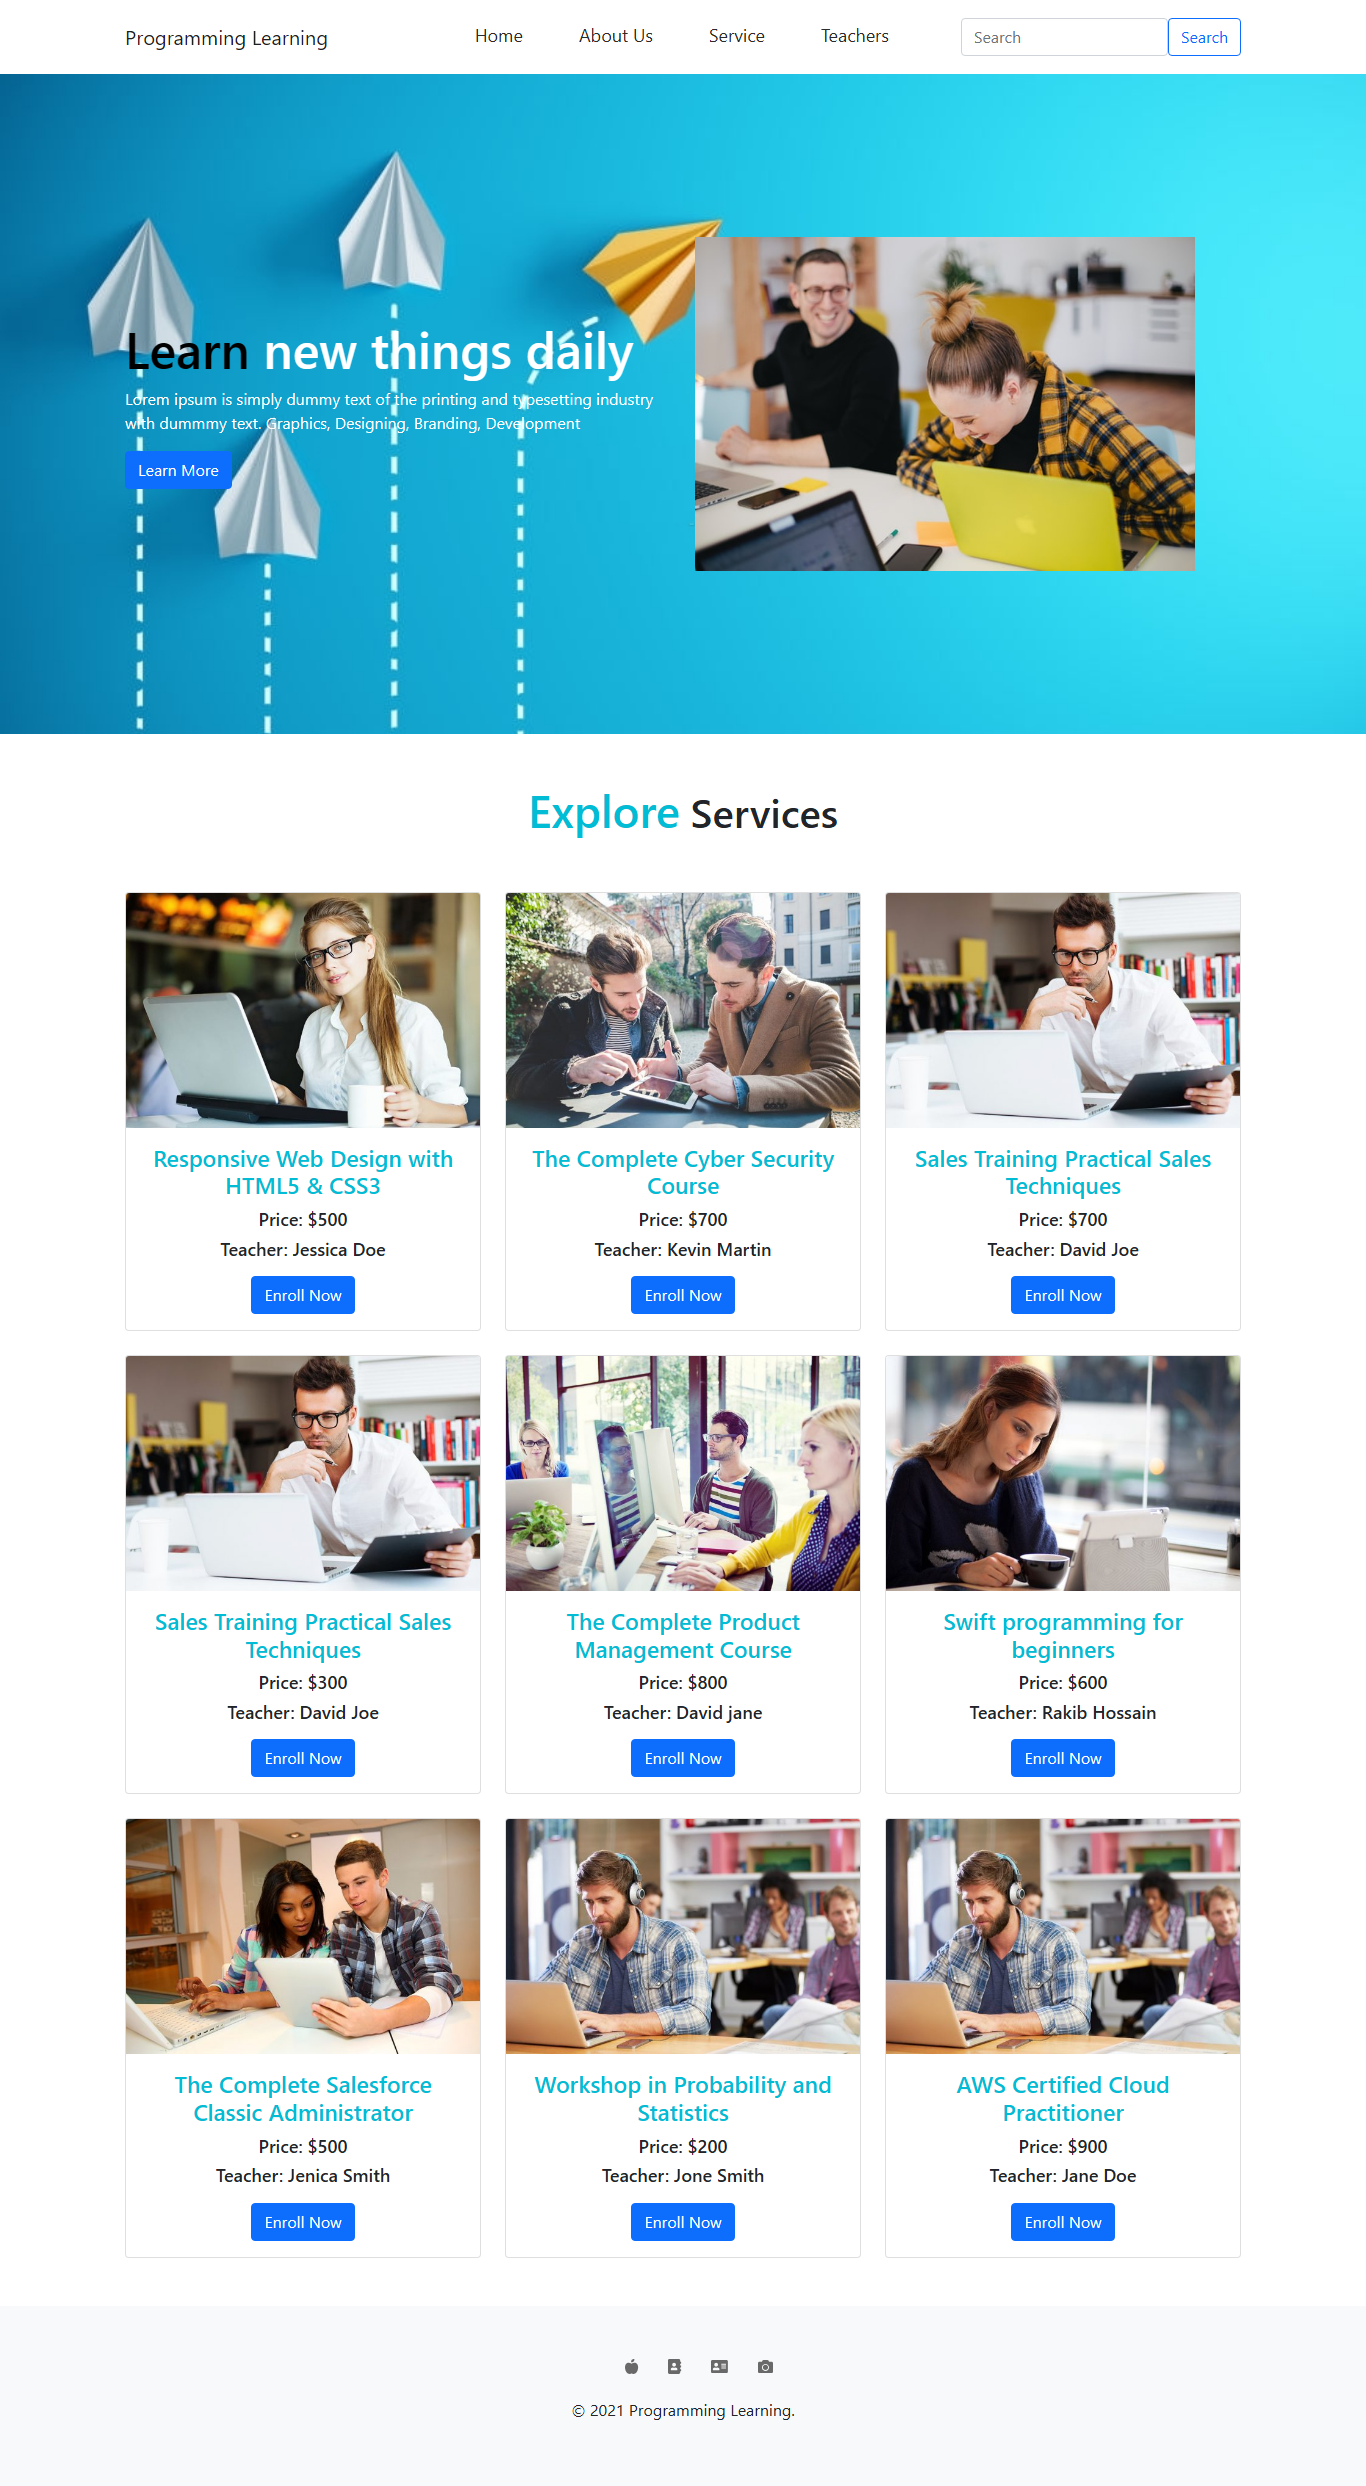 Programming Learning
Home
About Us
Service
Teachers
Search
Search
Learn new things daily
Lorem ipsum is simply dummy text of the printing and typesetting industry
with dummmy text. Graphics, Designing, Branding, Development
Learn More
Explore Services
Responsive Web Design with
HTML5 & CSS3
Price: $500
Teacher: Jessica Doe
Enroll Now
The Complete Cyber Security
Course
Price: $700
Teacher: Kevin Martin
Enroll Now
Sales Training Practical Sales
Techniques
Price: $700
Teacher: David Joe
Enroll Now
Sales Training Practical Sales
Techniques
Price: $300
Teacher: David Joe
Enroll Now
The Complete Product
Management Course
Price: $800
Teacher: David jane
Enroll Now
Swift programming for
beginners
Price: $600
Teacher: Rakib Hossain
Enroll Now
The Complete Salesforce
Classic Administrator
Price: $500
Teacher: Jenica Smith
Enroll Now
Workshop in Probability and
Statistics
Price: $200
Teacher: Jone Smith
Enroll Now
AWS Certified Cloud
Practitioner
Price: $900
Teacher: Jane Doe
Enroll Now
© 2021 Programming Learning.